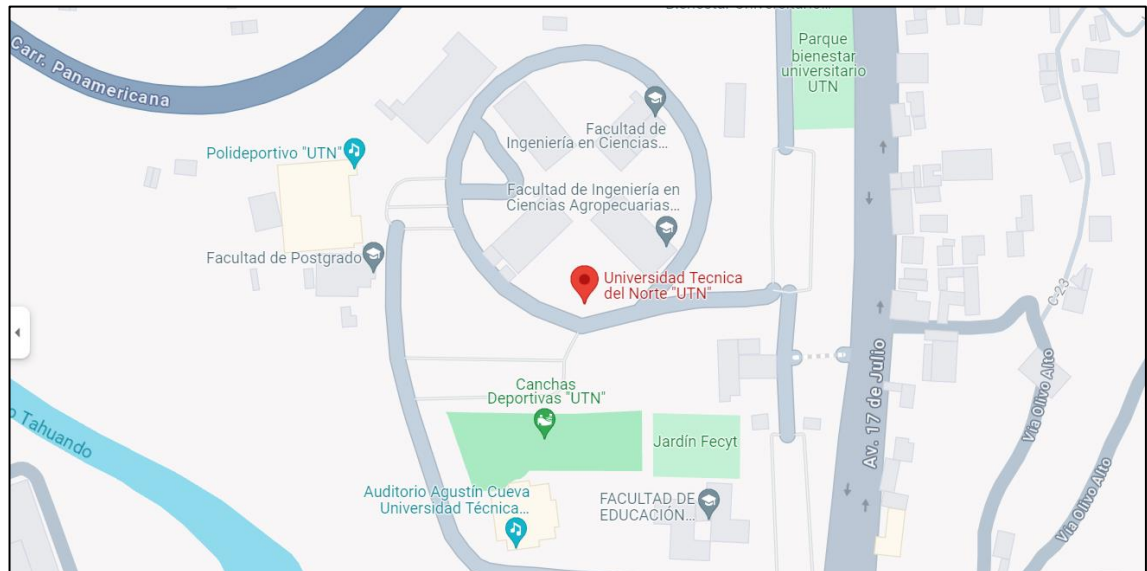 Carr. Panamericana
Parque
bienestar
universitario
UTN
Facultad de
Ingeniería en Ciencias...
Polideportivo "UTN"
Facultad de Ingeniería en
Ciencias Agropecuarias...
Facultad de Postgrado
Universidad Tecnica
del Norte "UTN"
C-23
Av. 17 de Julio
Vía Olivo Alto
Canchas
Deportivas "UTN"
Tahuando
Jardín Fecyt
Auditorio Agustín Cueva
Universidad Técnica...
FACULTAD DE
EDUCACIÓN...
Vía Olivo Alto